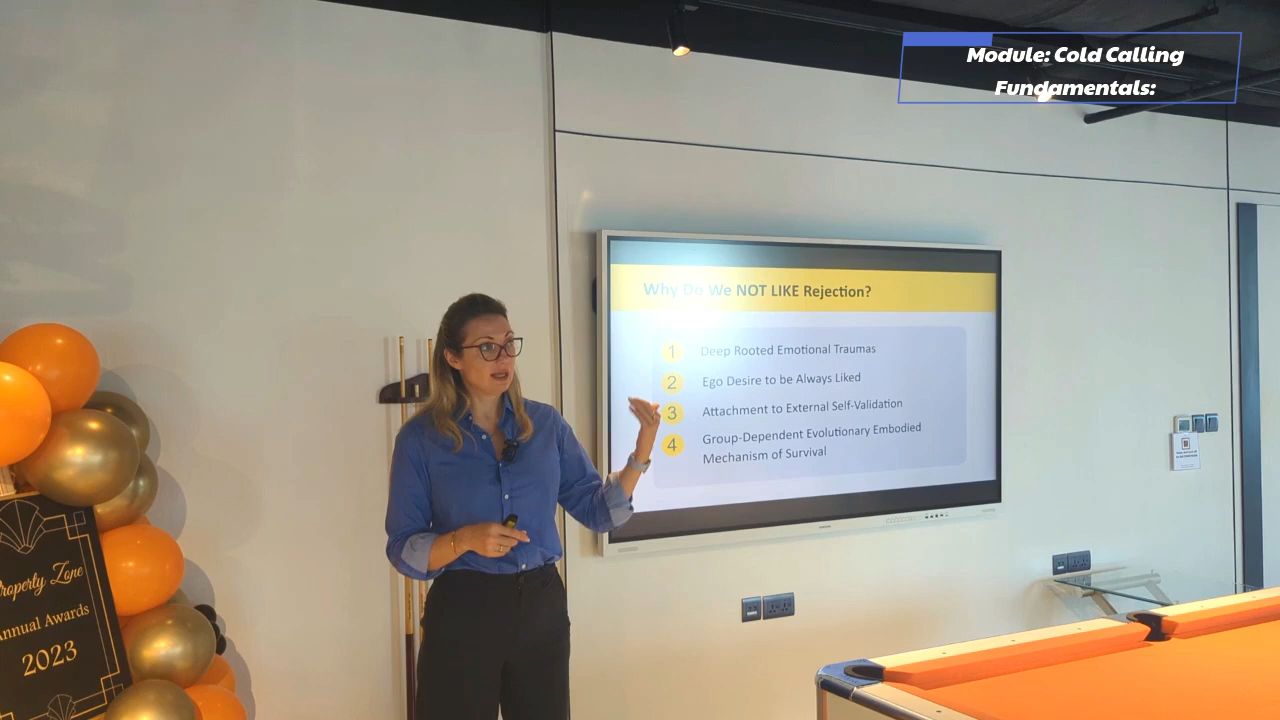 Module: Cold Calling
Fundamentals:
Why Do We NOT LIKE Rejection?
1 Deep Rooted Emotional Traumas
2 Ego Desire to be Always Liked
3 Attachment to External Self-Validation
4 Group-Dependent Evolutionary Embodied
Mechanism of Survival
Property Zone
Annual Awards
2023